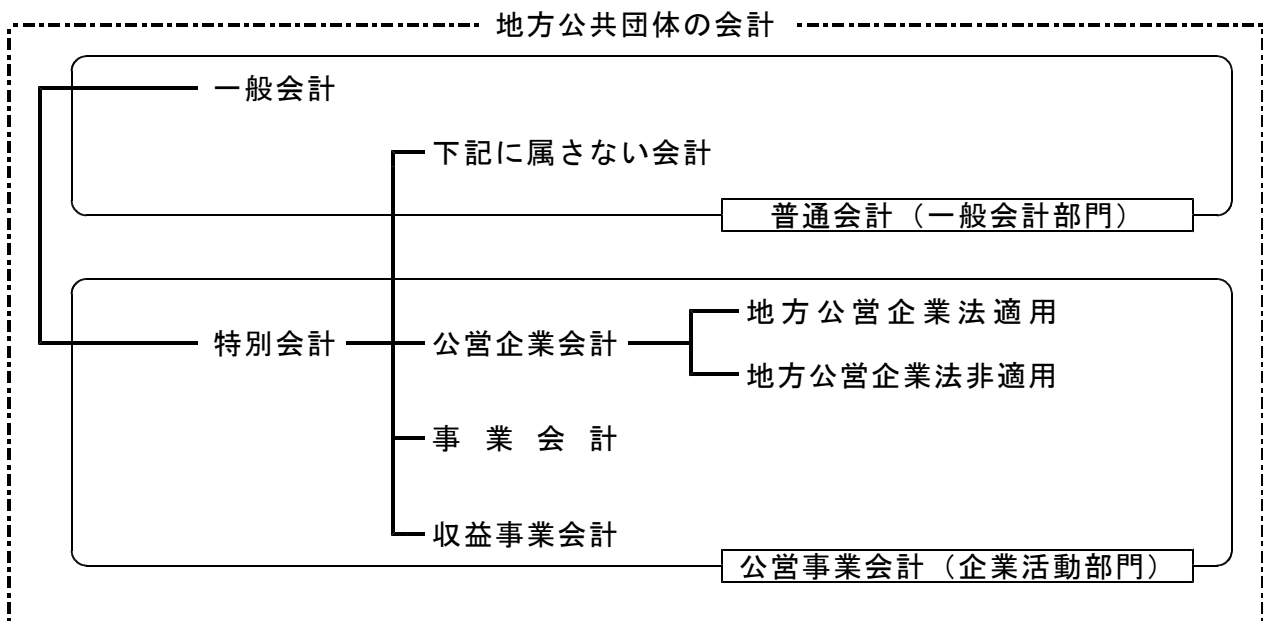 地方公共団体の会計
一般会計
下記に属さない会計
普通会計（一般会計部門）
特別会計
公営企業会計
地方公営企業法適用
地方公営企業法非適用
事業会計
収益事業会計
公営事業会計（企業活動部門）